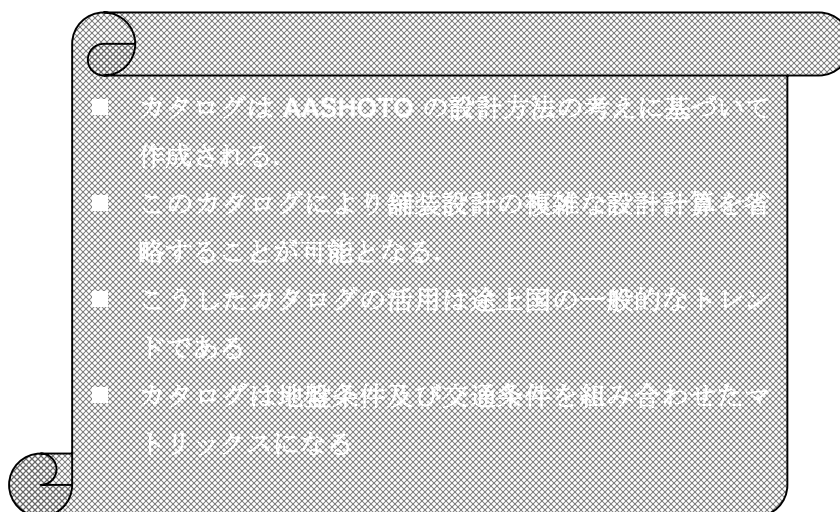 ■ カタログは AASHOTO の設計方法の考えに基づいて
作成される.
■ このカタログにより舗装設計の複雑な設計計算を省
略することが可能となる.
■ こうしたカタログの活用は途上国の一般的なトレン
ドである
■ カタログは地盤条件及び交通条件を組み合わせたマ
トリックスになる